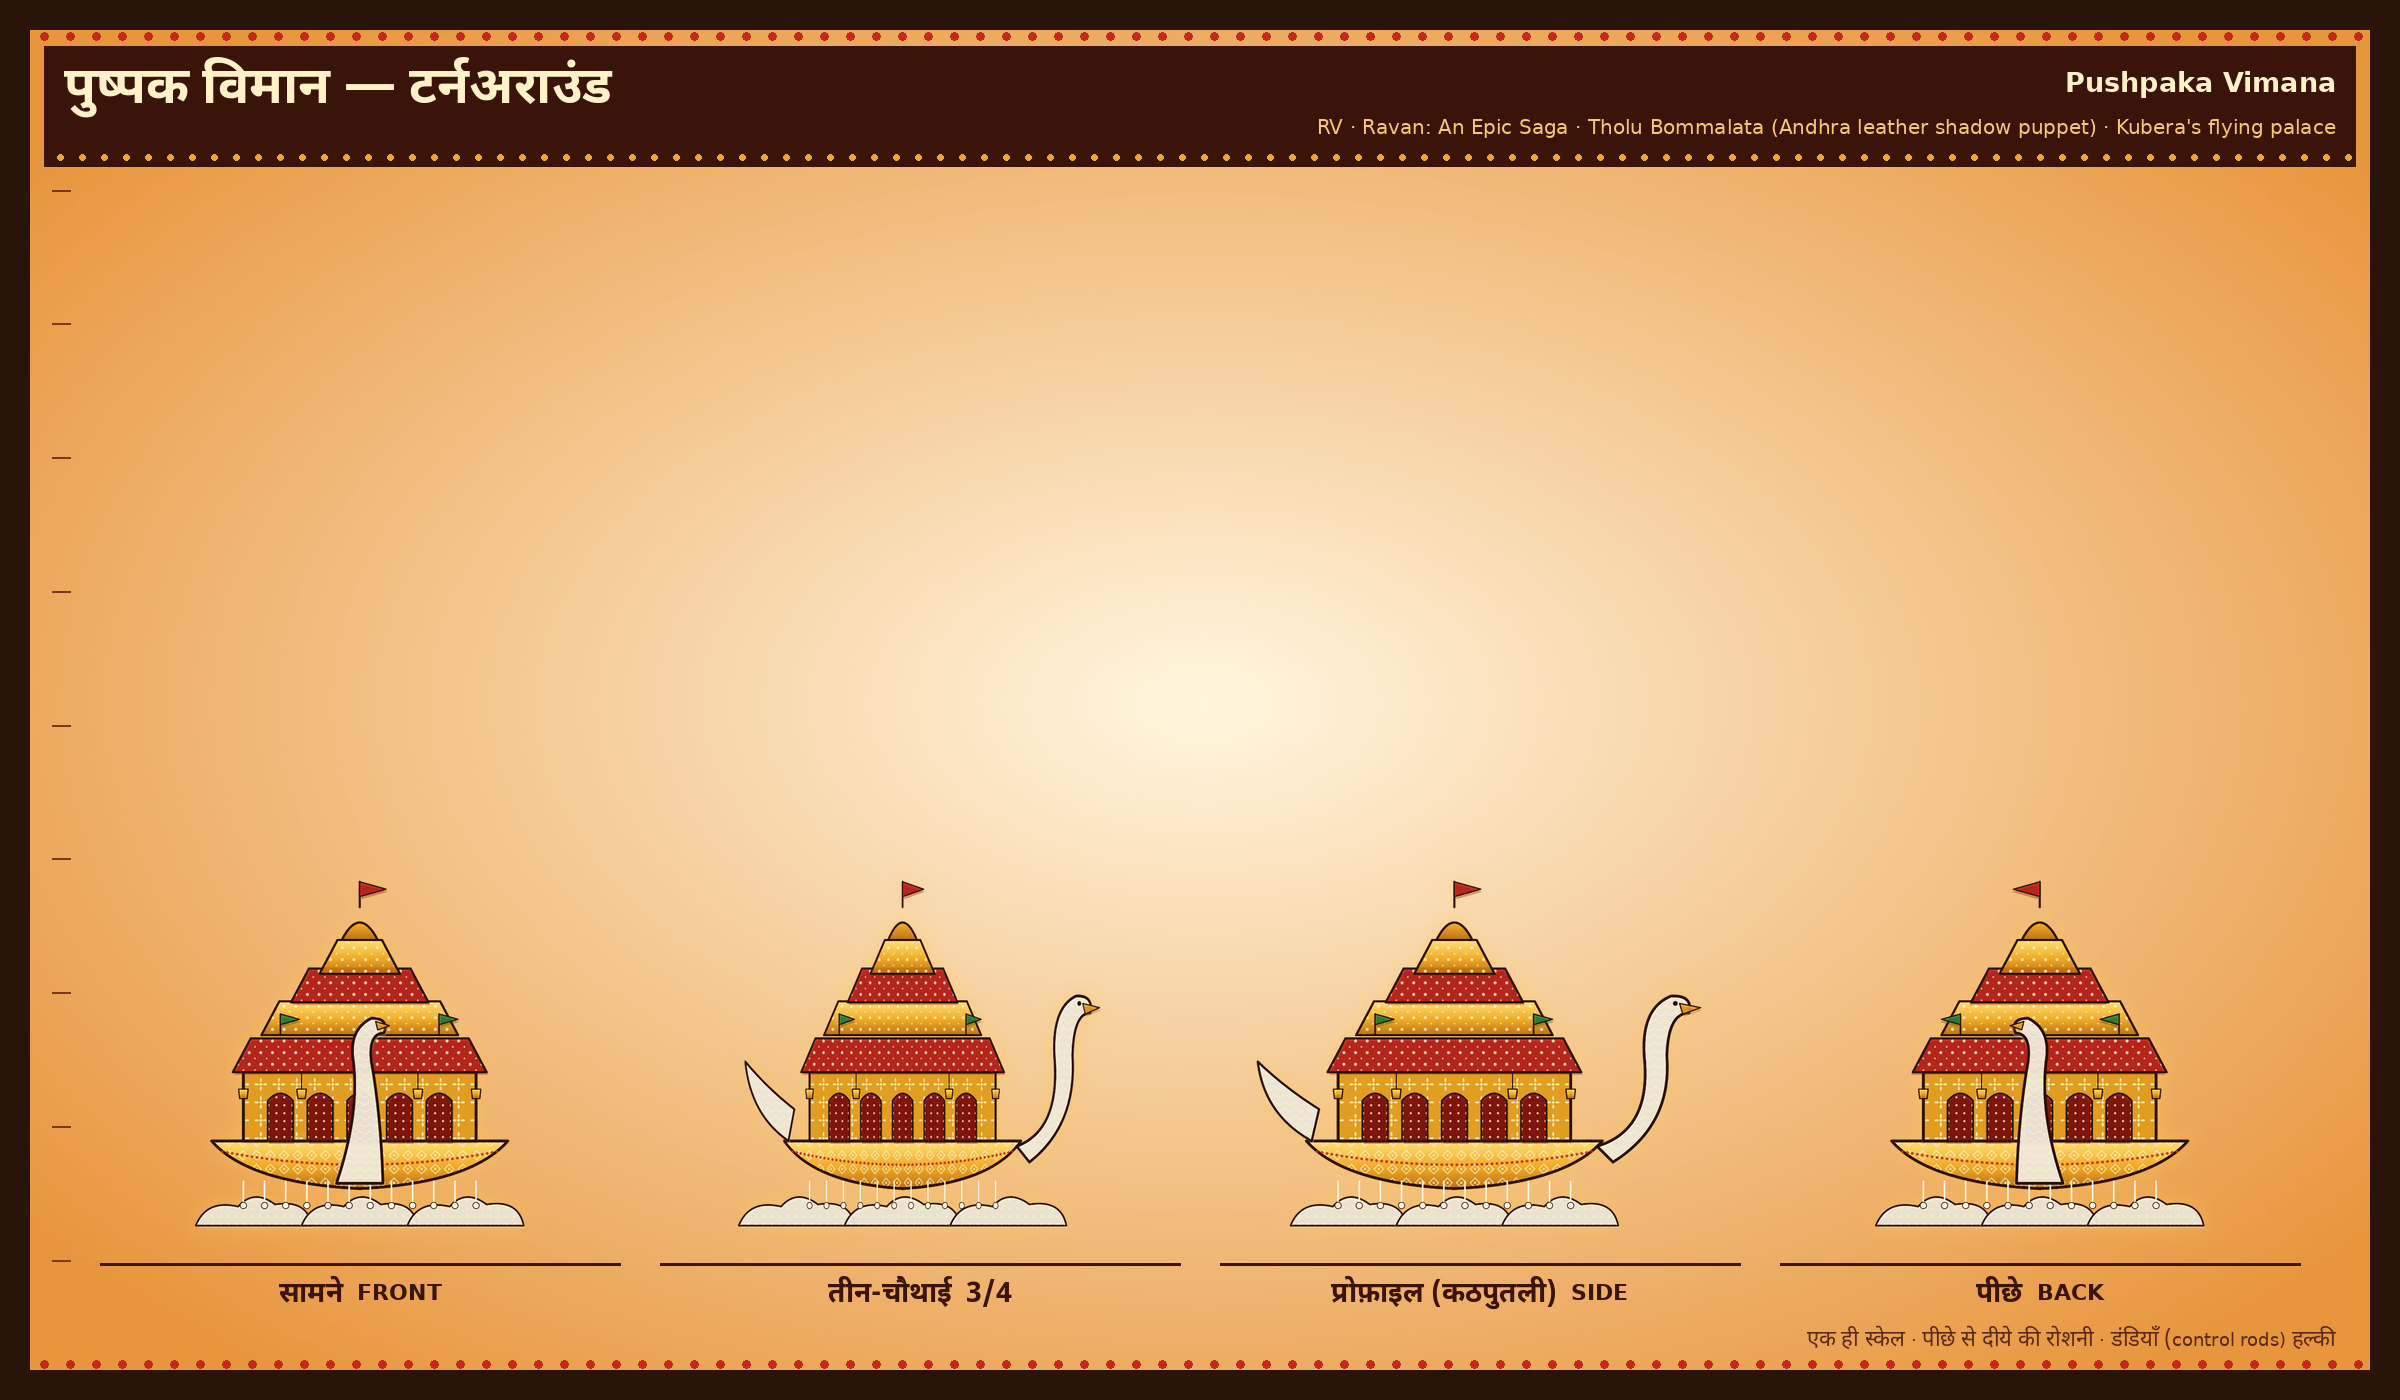 पुष्पक विमान — टर्नअराउंड
Pushpaka Vimana
RV · Ravan: An Epic Saga · Tholu Bommalata (Andhra leather shadow puppet) · Kubera's flying palace
सामने FRONT
तीन-चौथाई 3/4
प्रोफ़ाइल (कठपुतली) SIDE
पीछे BACK
एक ही स्केल · पीछे से दीये की रोशनी · डंडियाँ (control rods) हल्की